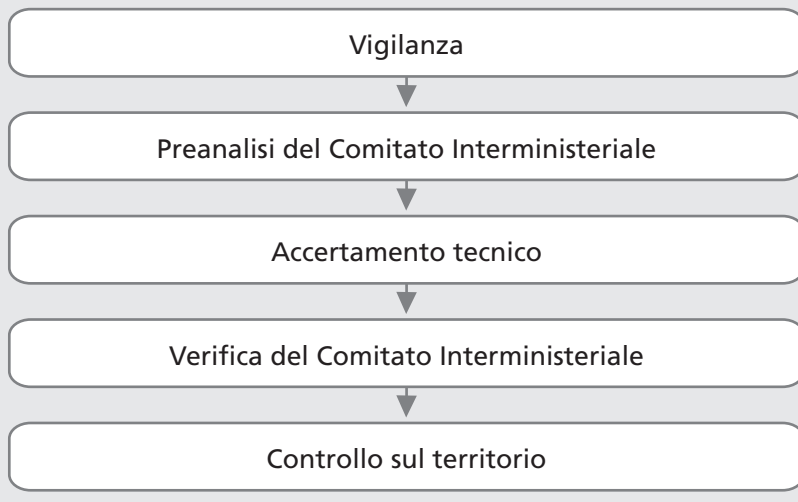 Vigilanza
Preanalisi del Comitato Interministeriale
Accertamento tecnico
Verifica del Comitato Interministeriale
Controllo sul territorio